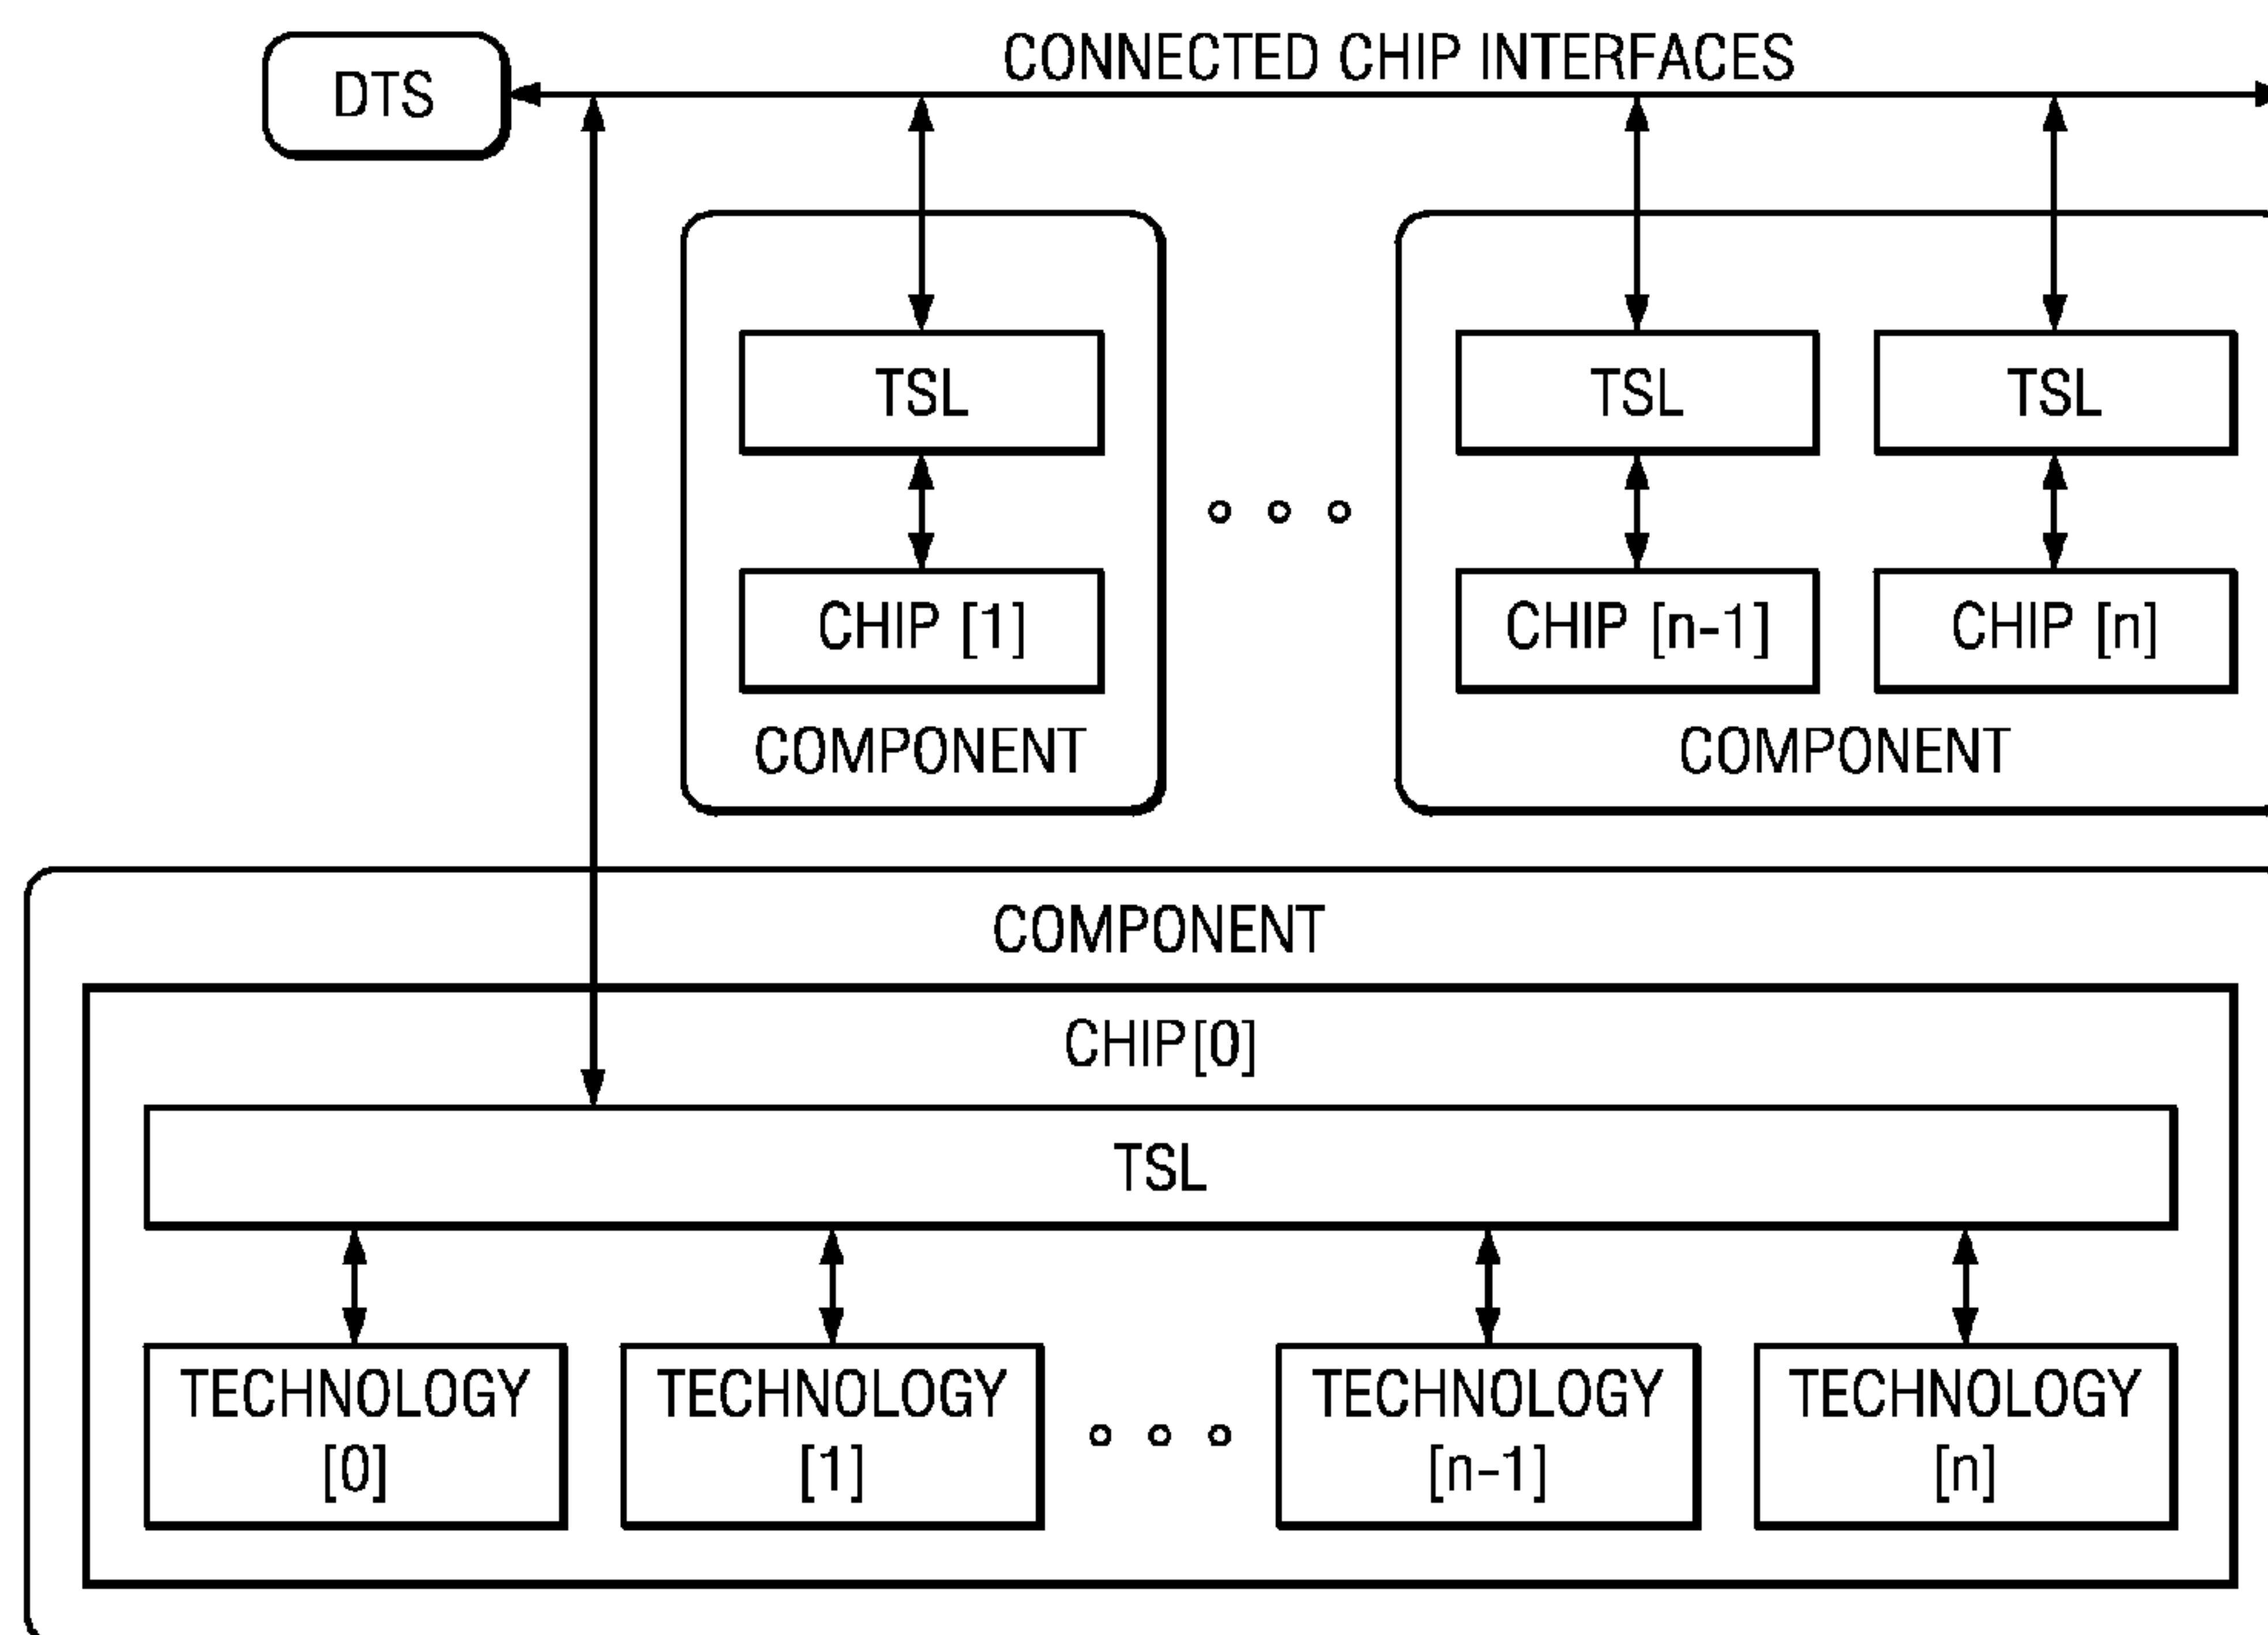 CONNECTED CHIP INTERFACES
DTS
TSL
TSL
TSL
CHIP [1]
CHIP [n-1]
CHIP [n]
COMPONENT
COMPONENT
COMPONENT
CHIP[0]
TSL
TECHNOLOGY
[0]
TECHNOLOGY
[1]
TECHNOLOGY
[n-1]
TECHNOLOGY
[n]